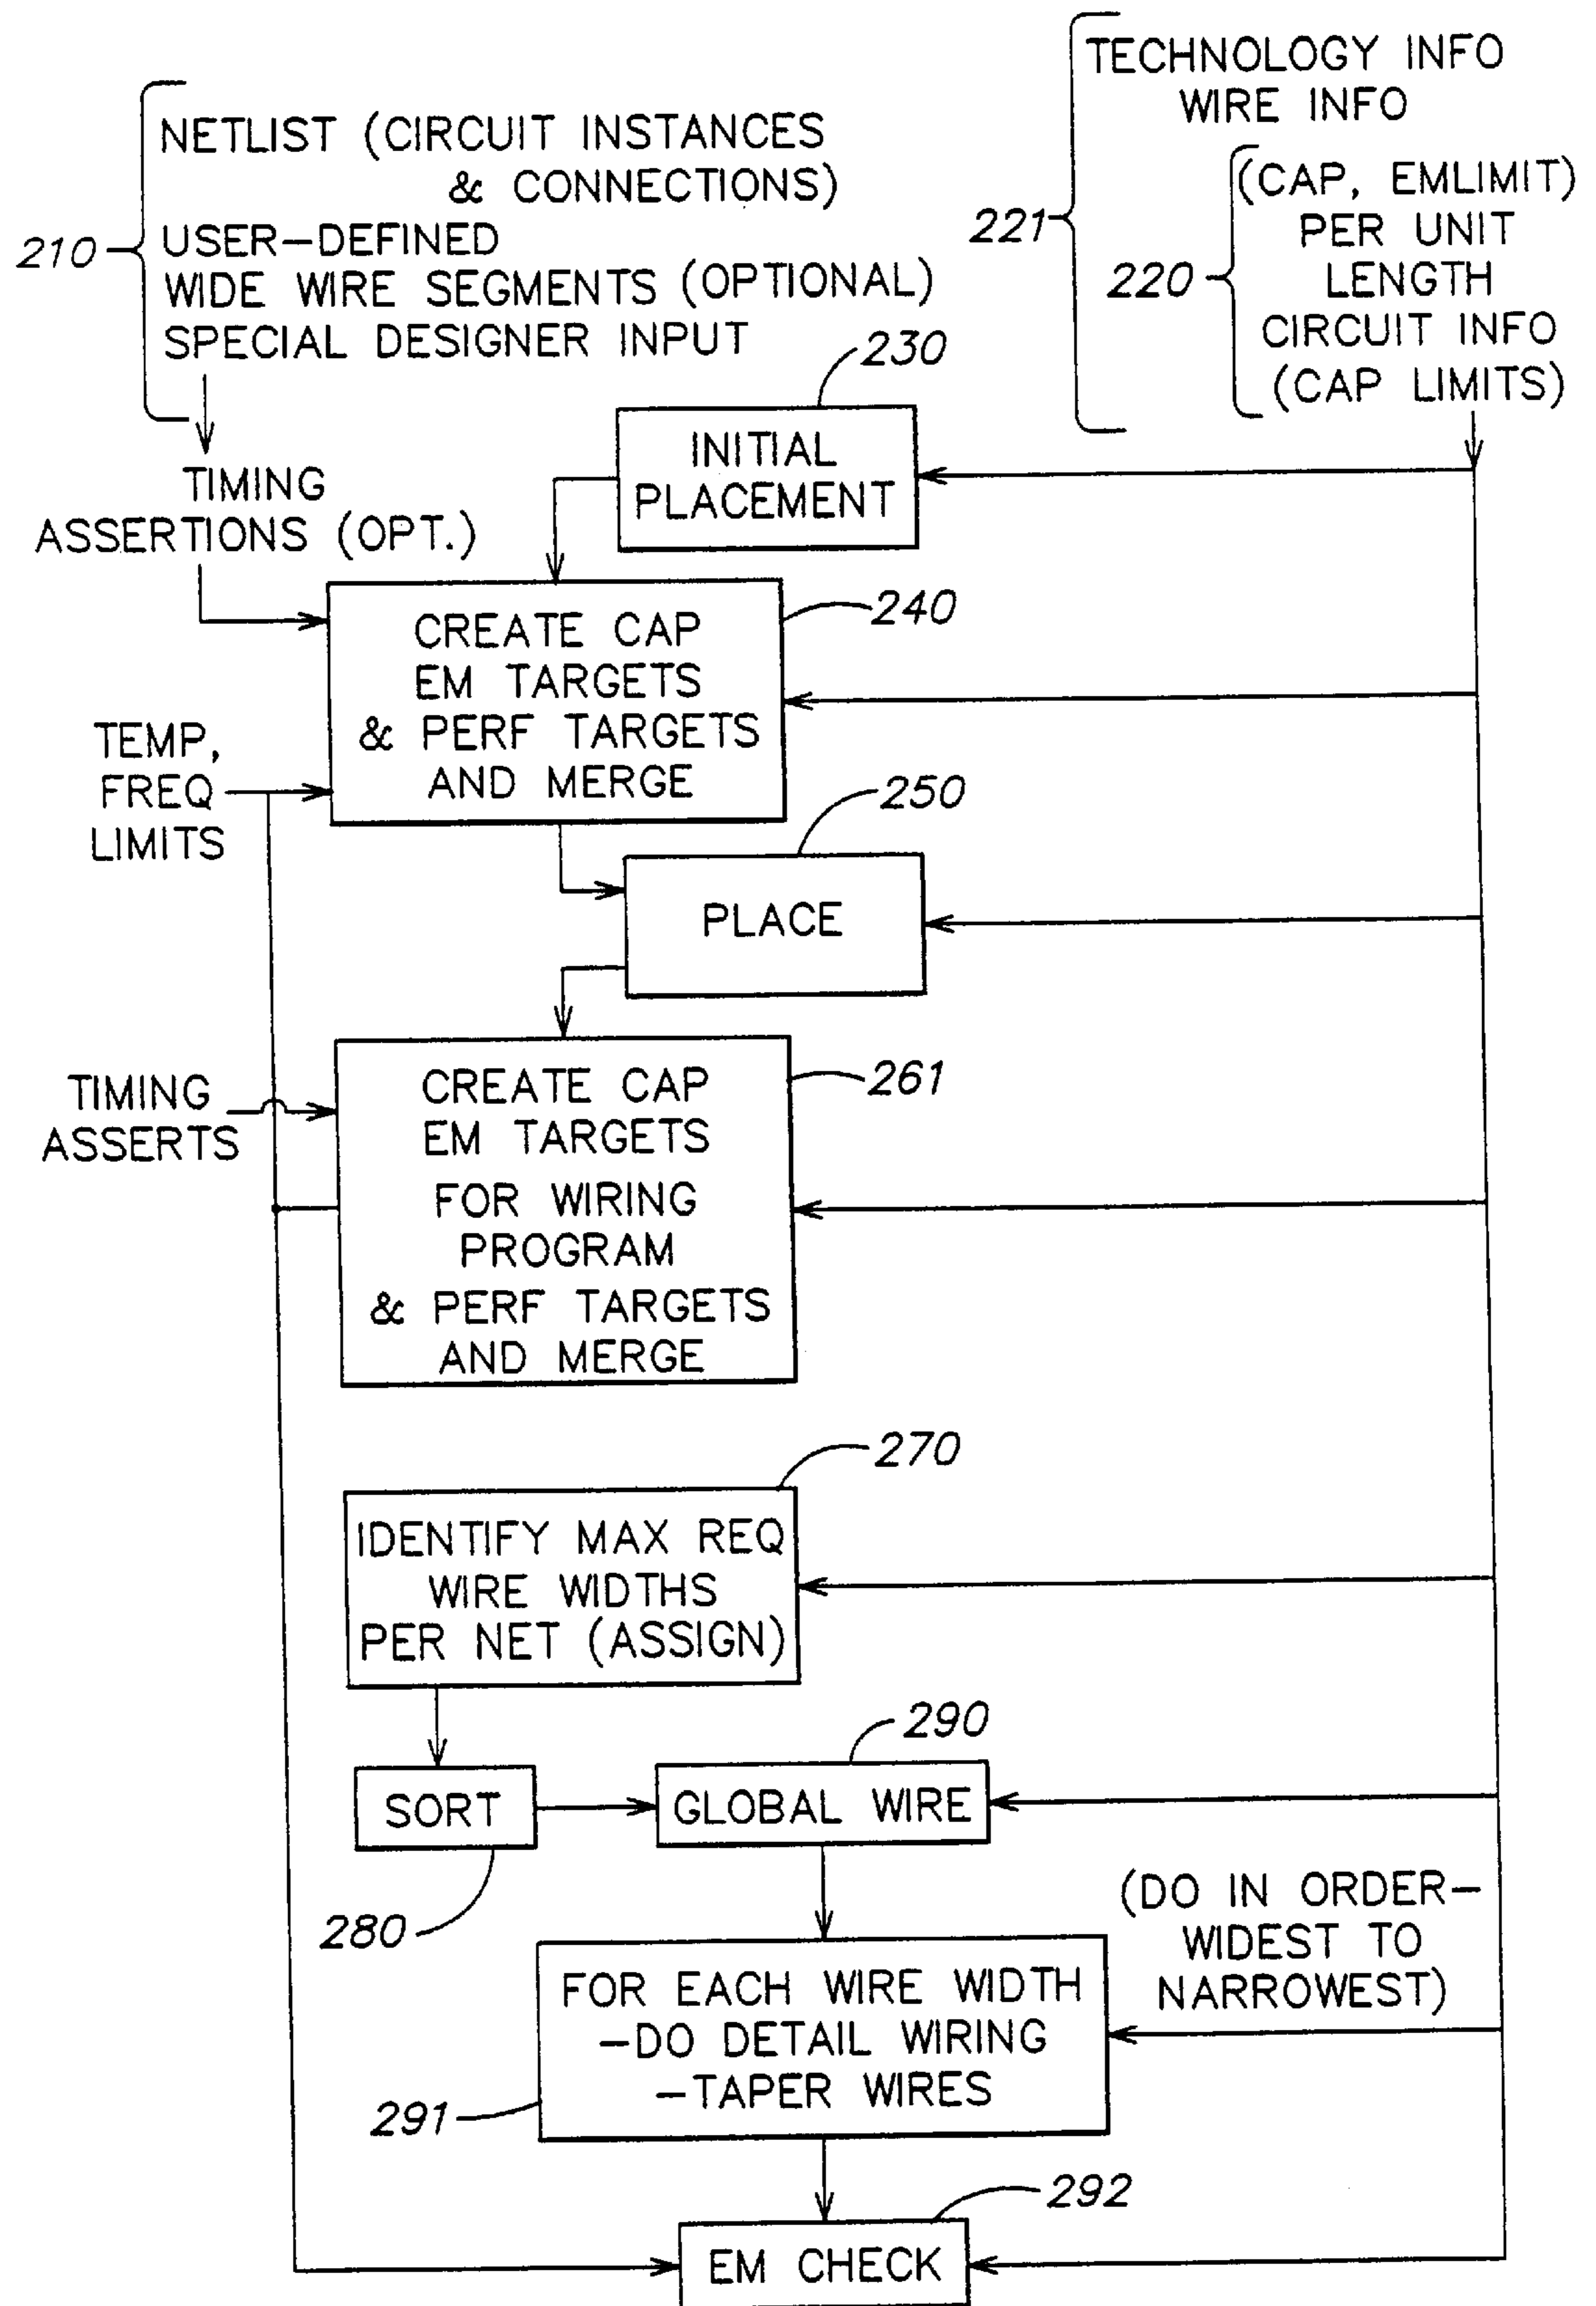 TECHNOLOGY INFO
WIRE INFO
(CAP, EMLIMIT)
PER UNIT
LENGTH
CIRCUIT INFO
(CAP LIMITS)
221
220
NETLIST (CIRCUIT INSTANCES
& CONNECTIONS)
USER-DEFINED
WIDE WIRE SEGMENTS (OPTIONAL)
SPECIAL DESIGNER INPUT
210
230
INITIAL
PLACEMENT
TIMING
ASSERTIONS (OPT.)
240
CREATE CAP
EM TARGETS
& PERF TARGETS
AND MERGE
TEMP,
FREQ
LIMITS
250
PLACE
261
CREATE CAP
EM TARGETS
FOR WIRING
PROGRAM
& PERF TARGETS
AND MERGE
TIMING
ASSERTS
270
IDENTIFY MAX REQ
WIRE WIDTHS
PER NET (ASSIGN)
290
SORT
GLOBAL WIRE
280
(DO IN ORDER-
WIDEST TO
NARROWEST)
FOR EACH WIRE WIDTH
-DO DETAIL WIRING
-TAPER WIRES
291
292
EM CHECK